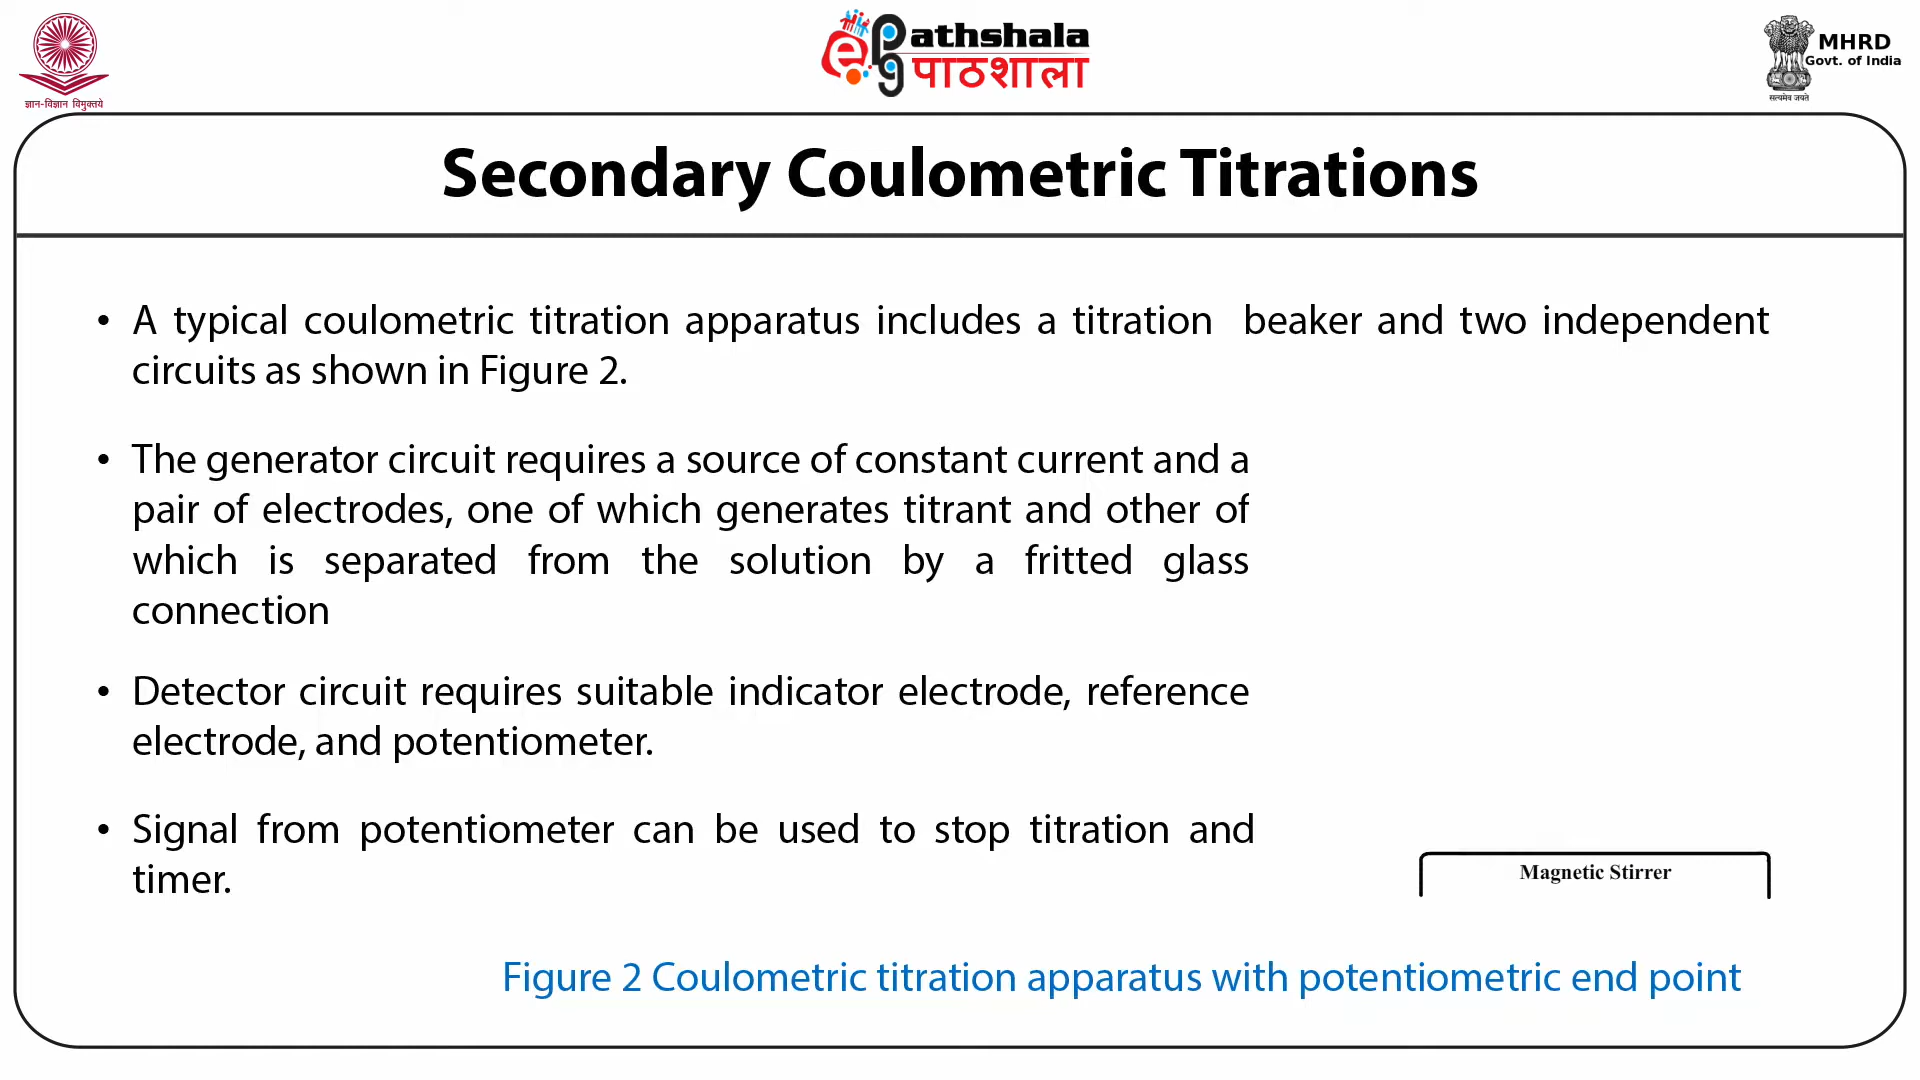 ज्ञान-विज्ञान विमुक्तये
ePathshala
पाठशाला
MHRD
Govt. of India
सत्यमेव जयते
Secondary Coulometric Titrations
• A typical coulometric titration apparatus includes a titration beaker and two independent
circuits as shown in Figure 2.
• The generator circuit requires a source of constant current and a
pair of electrodes, one of which generates titrant and other of
which is separated from the solution by a fritted glass
connection
• Detector circuit requires suitable indicator electrode, reference
electrode, and potentiometer.
• Signal from potentiometer can be used to stop titration and
timer.
Magnetic Stirrer
Figure 2 Coulometric titration apparatus with potentiometric end point